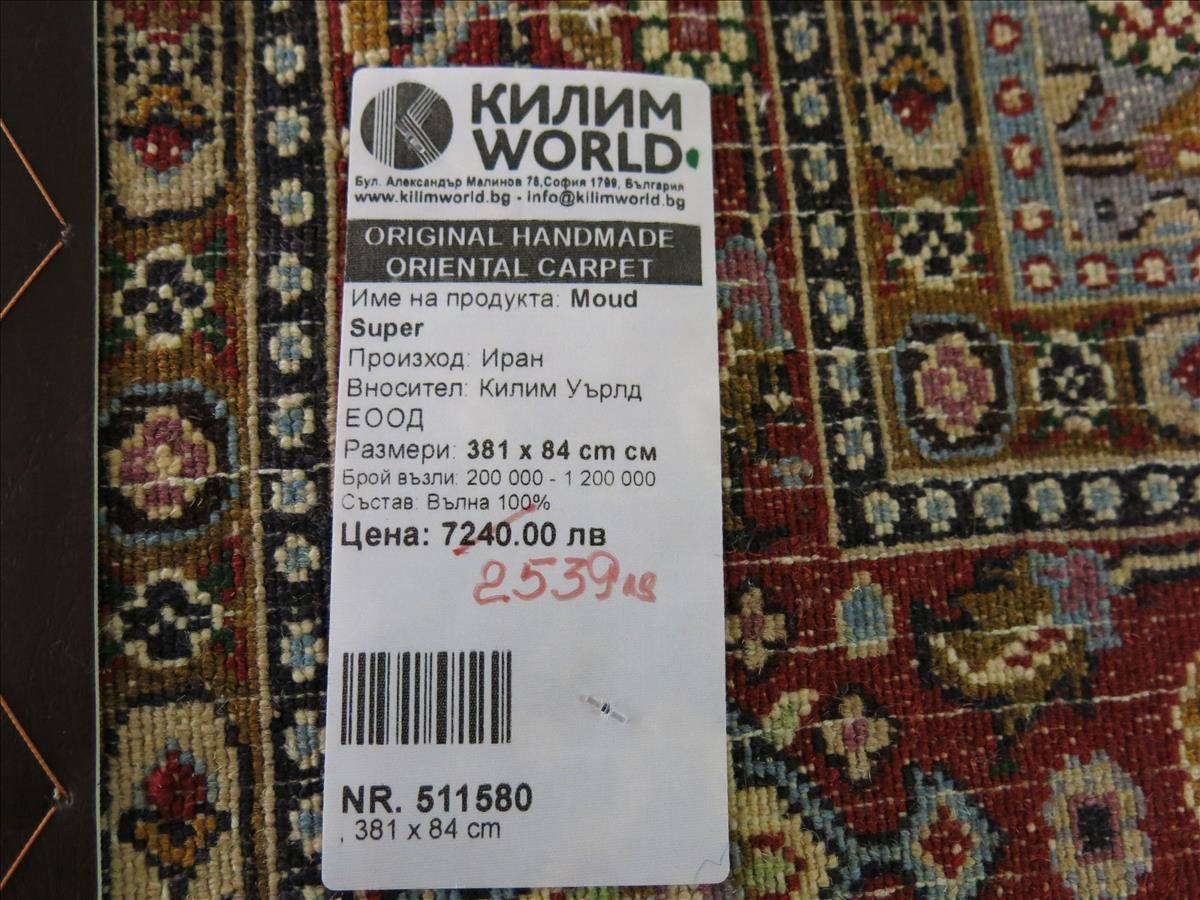 КИЛИМ
WORLD
Бул. Александър Малинов 78, София 1799, България
www.kilimworld.bg - info@kilimworld.bg
ORIGINAL HANDMADE
ORIENTAL CARPET
Име на продукта: Moud
Super
Произход: Иран
Вносител: Килим Уърлд
ЕООД
Размери: 381 x 84 cm см
Брой възли: 200 000 - 1 200 000
Състав: Вълна 100%
Цена: 7240.00 лв
2539 лв
NR. 511580
, 381 x 84 cm